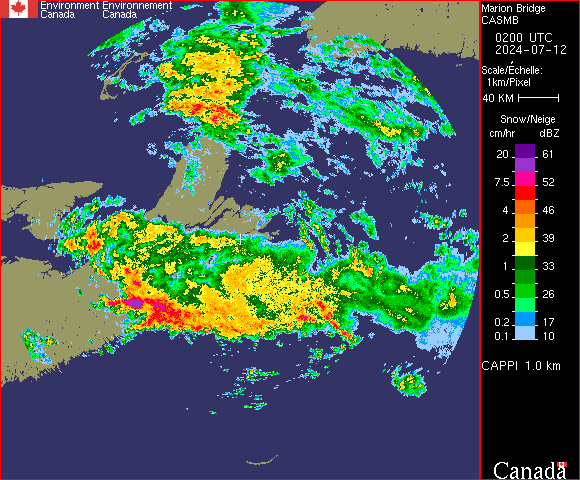 Environment Environnement
Canada Canada
Marion Bridge
CASMB
0200 UTC
2024-07-12
Scale/Échelle:
1km/Pixel
40 KM
Snow/Neige
cm/hr dBZ
20 61
7.5 52
4 46
2 39
1 33
0.5 26
0.2 17
0.1 10
CAPPI 1.0 km
Canada